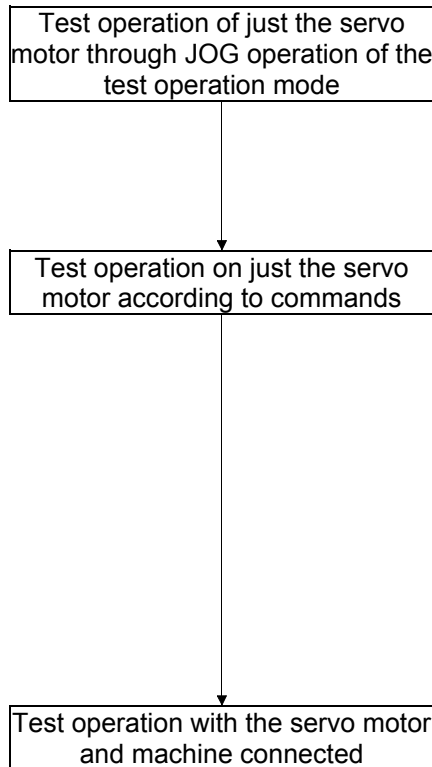 Test operation of just the servo
motor through JOG operation of the
test operation mode
Test operation on just the servo
motor according to commands
Test operation with the servo motor
and machine connected